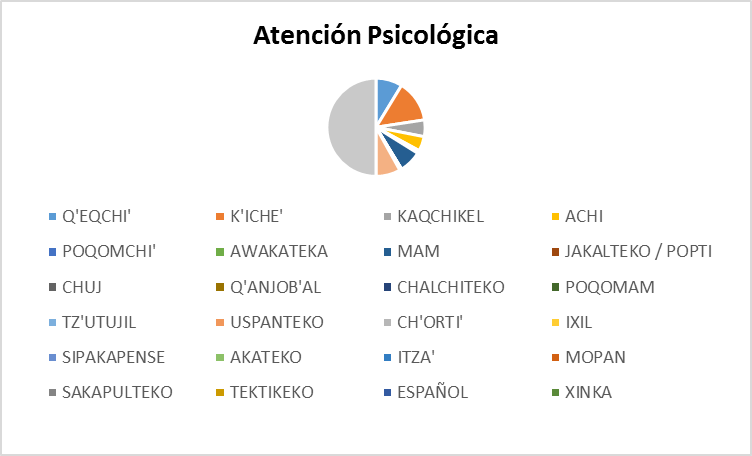 Atención Psicológica
Q'EQCHI' K'ICHE' KAQCHIKEL ACHI
POQOMCHI' AWAKATEKA MAM JAKALTEKO / POPTI
CHUJ Q'ANJOB'AL CHALCHITEKO POQOMAM
TZ'UTUJIL USPANTEKO CH'ORTI' IXIL
SIPAKAPENSE AKATEKO ITZA' MOPAN
SAKAPULTEKO TEKTIKEKO ESPAÑOL XINKA